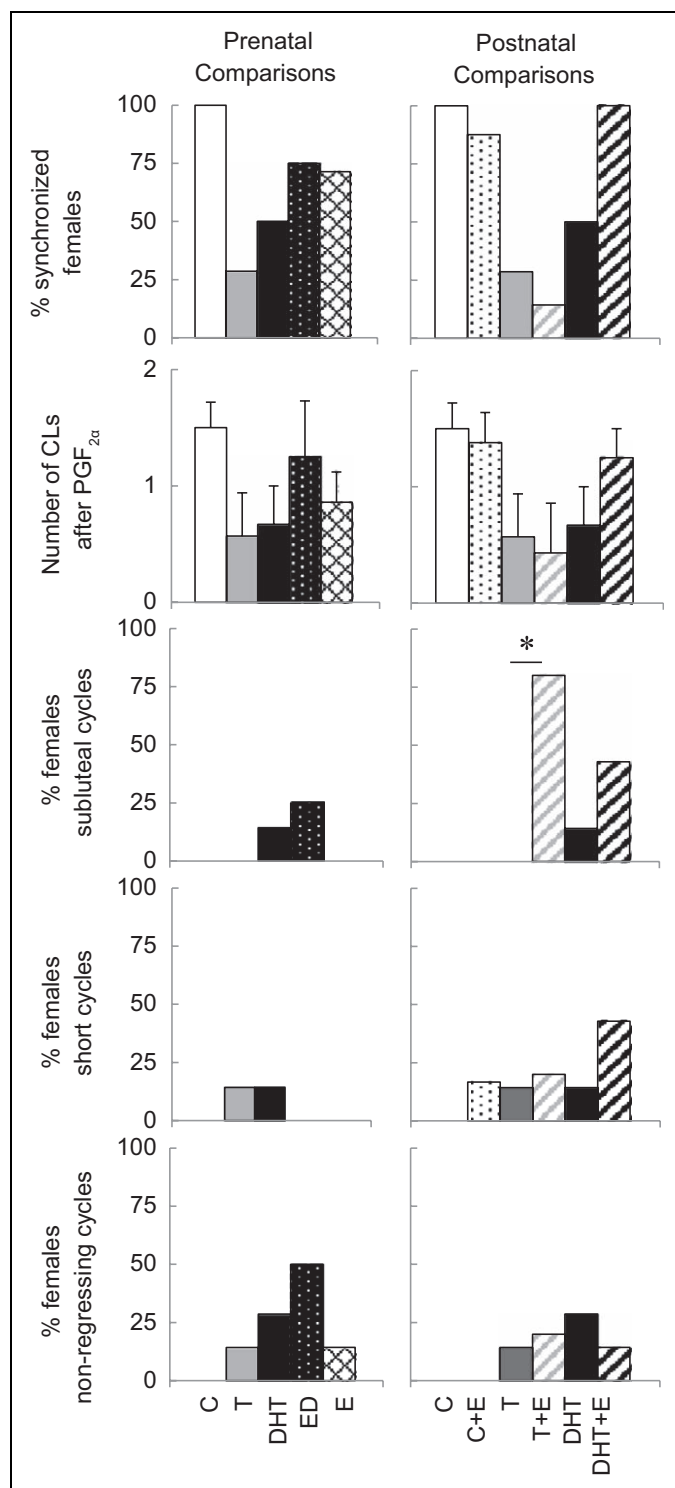 Prenatal
Comparisons
Postnatal
Comparisons
% synchronized
females
100
75
50
25
0
Number of CLs
after PGF2α
2
1
0
% females
subluteal cycles
100
75
50
25
0
*
% females
short cycles
100
75
50
25
0
% females
non-regressing cycles
100
75
50
25
0
C
T
DHT
ED
E
C
C+E
T
T+E
DHT
DHT+E